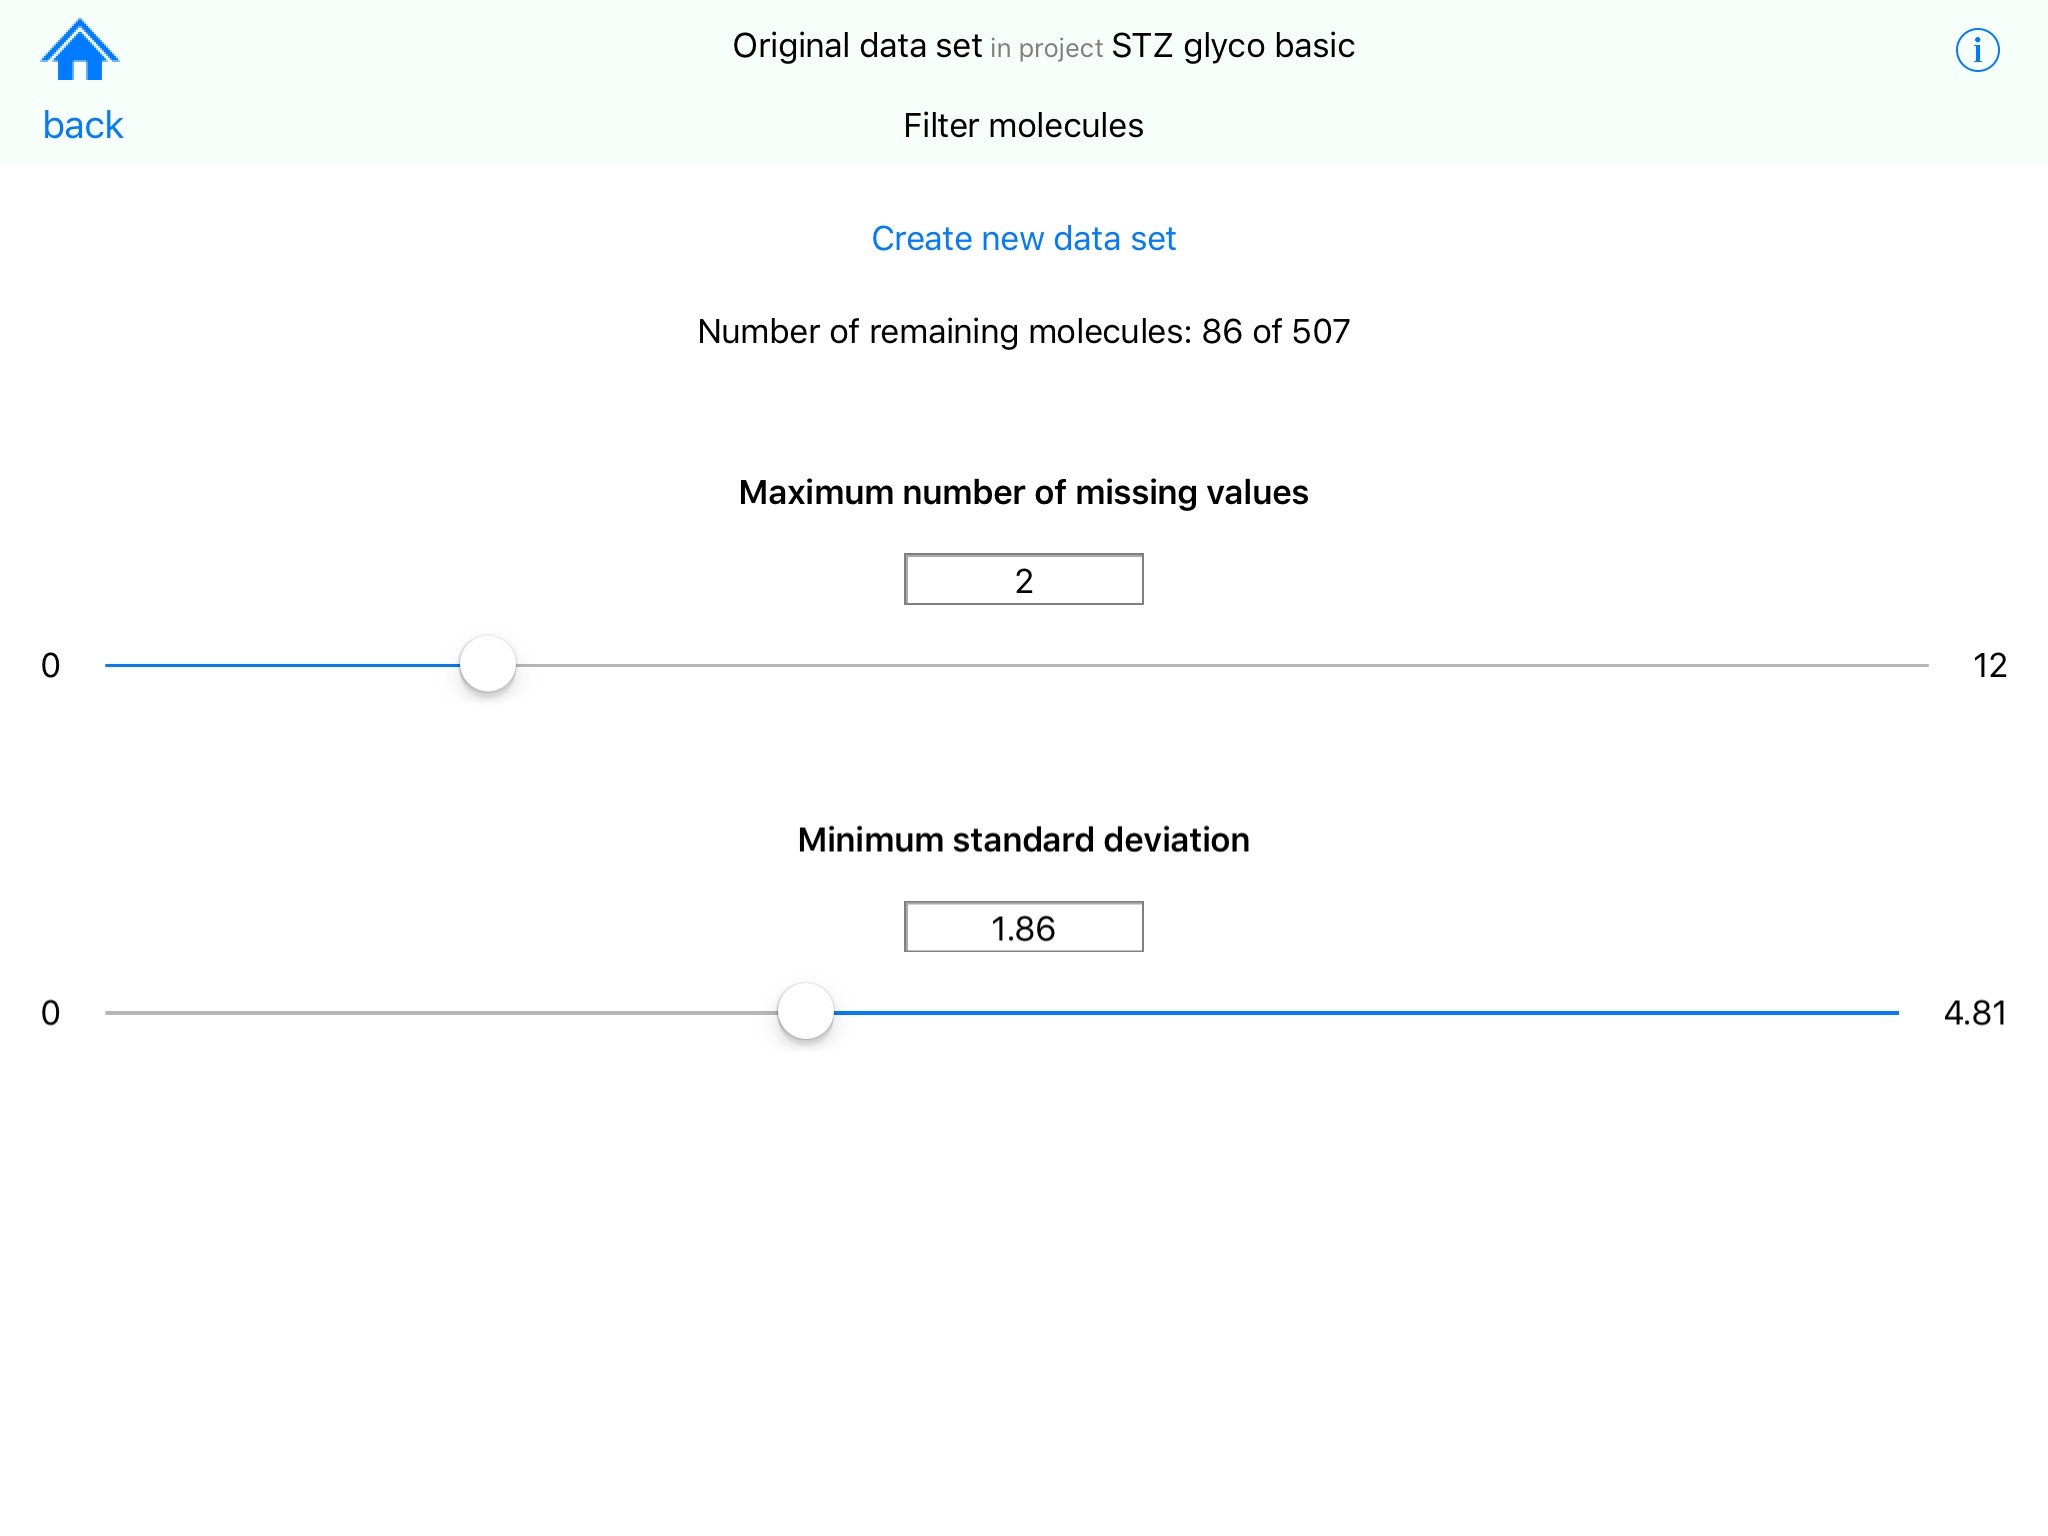 Original data set in project STZ glyco basic
i
back
Filter molecules
Create new data set
Number of remaining molecules: 86 of 507
Maximum number of missing values
2
0
12
Minimum standard deviation
1.86
0
4.81